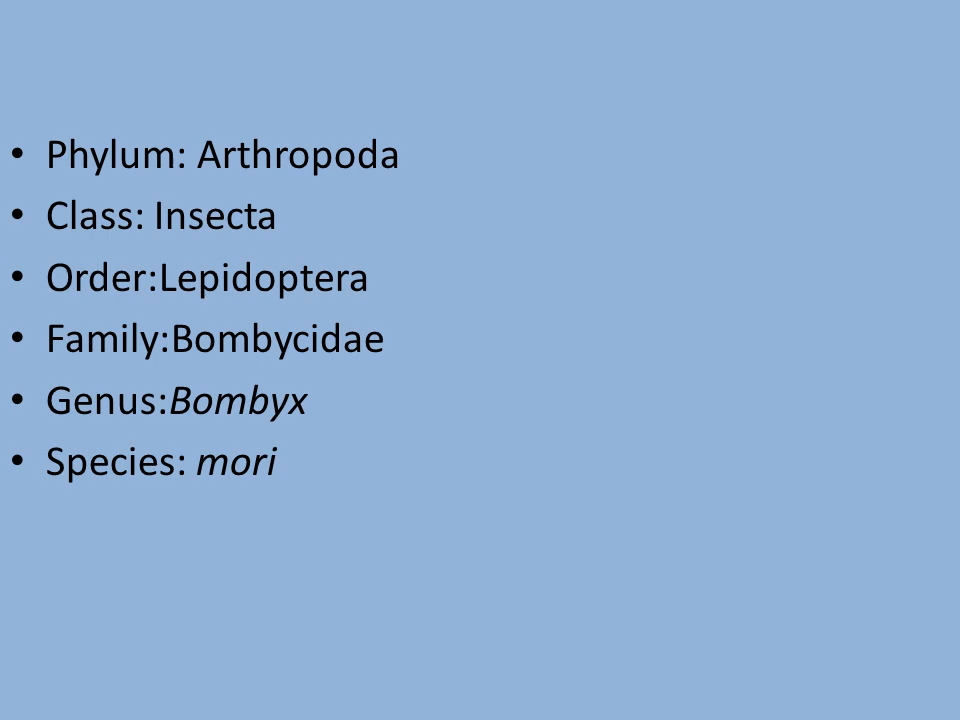 • Phylum: Arthropoda
• Class: Insecta
• Order:Lepidoptera
• Family:Bombycidae
• Genus:Bombyx
• Species: mori